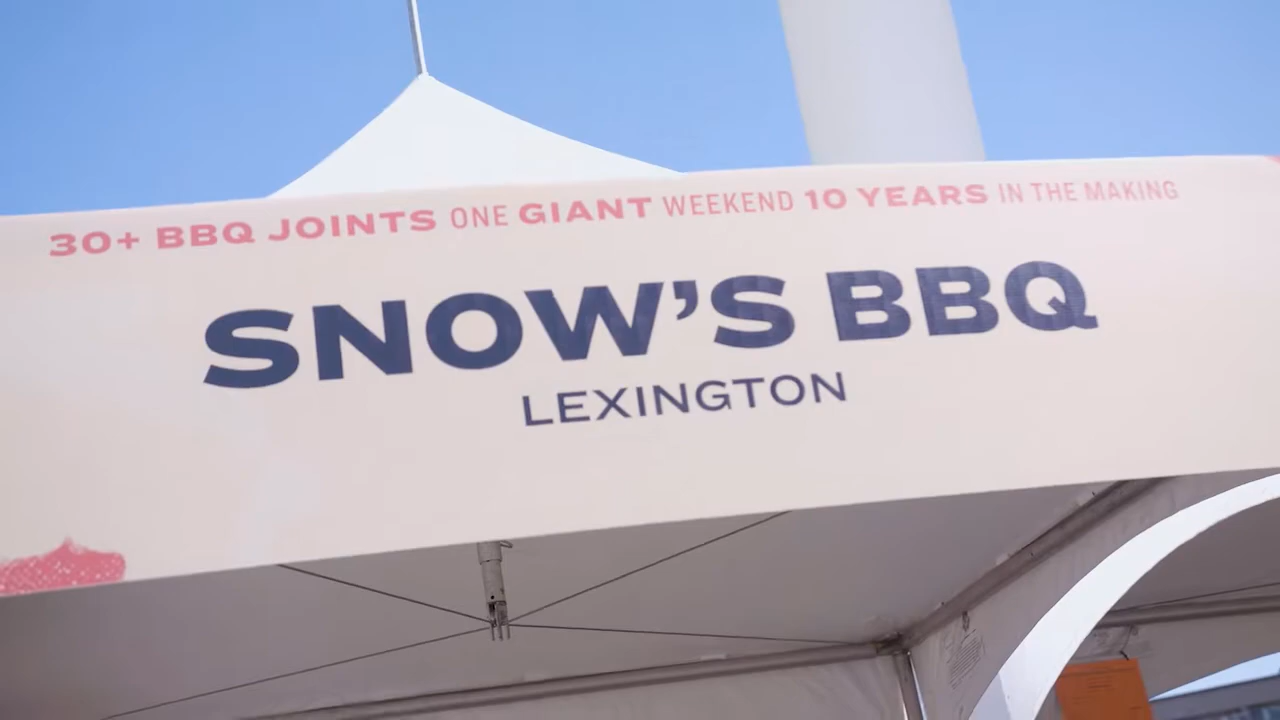 30+ BBQ JOINTS ONE GIANT WEEKEND 10 YEARS IN THE MAKING
SNOW'S BBQ
LEXINGTON